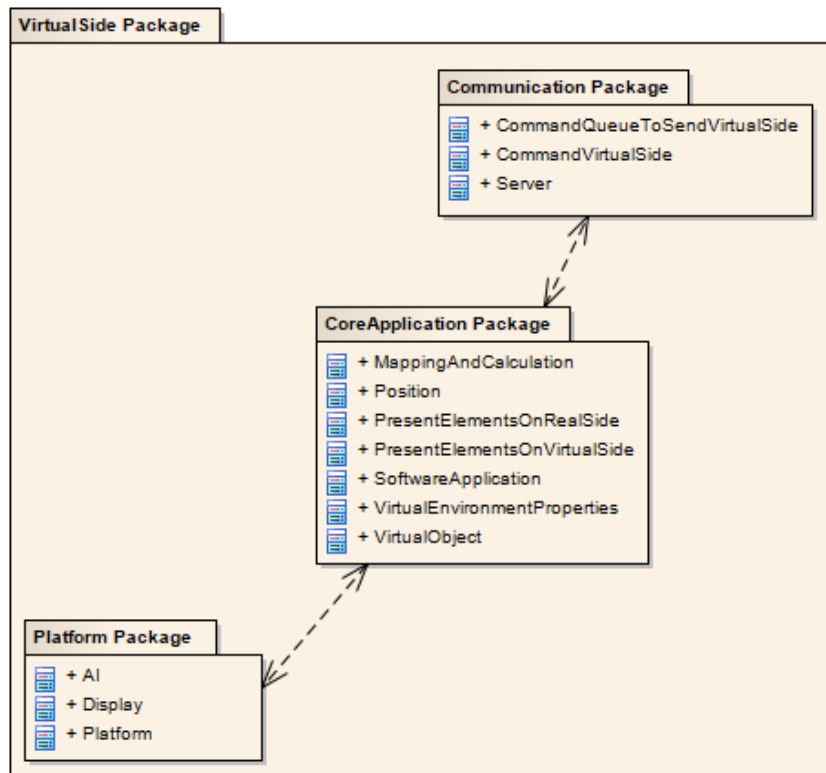 VirtualSide Package
Communication Package
+ CommandQueueToSendVirtualSide
+ CommandVirtualSide
+ Server
CoreApplication Package
+ MappingAndCalculation
+ Position
+ PresentElementsOnRealSide
+ PresentElementsOnVirtualSide
+ SoftwareApplication
+ VirtualEnvironmentProperties
+ VirtualObject
Platform Package
+ AI
+ Display
+ Platform